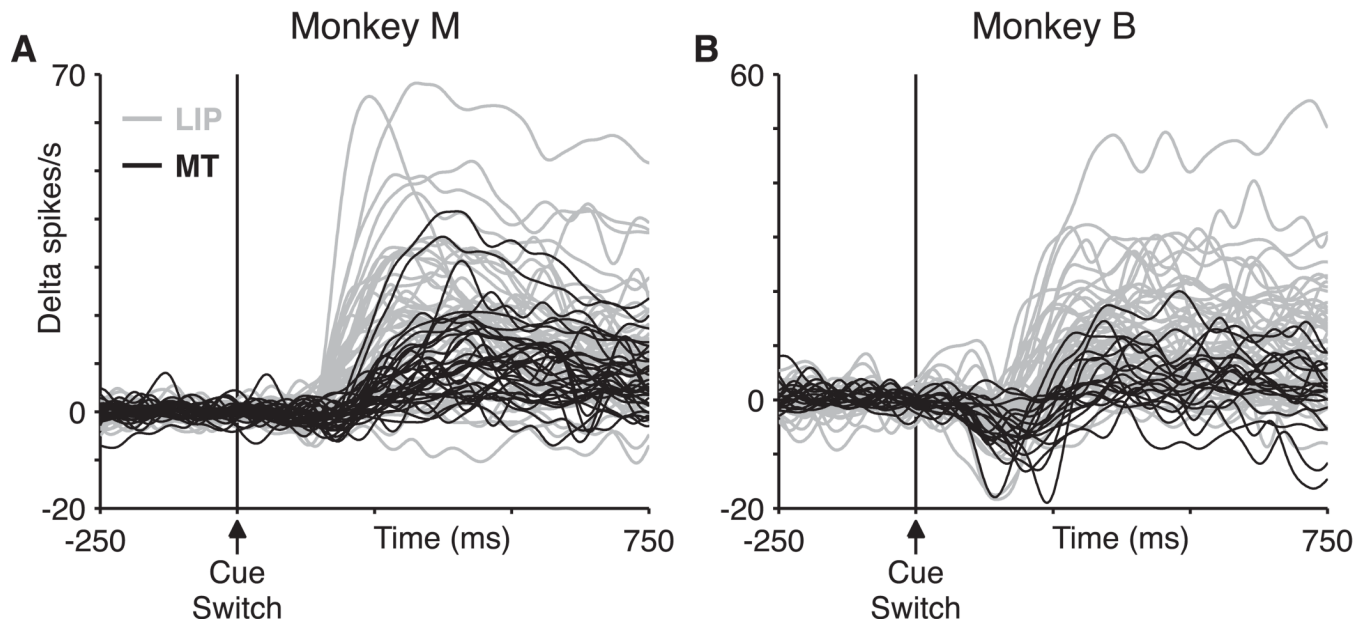 Monkey M
Monkey B
A
B
70
LIP
MT
Delta spikes/s
0
-20
-250
Time (ms)
750
Cue
Switch
60
0
-20
-250
Time (ms)
750
Cue
Switch